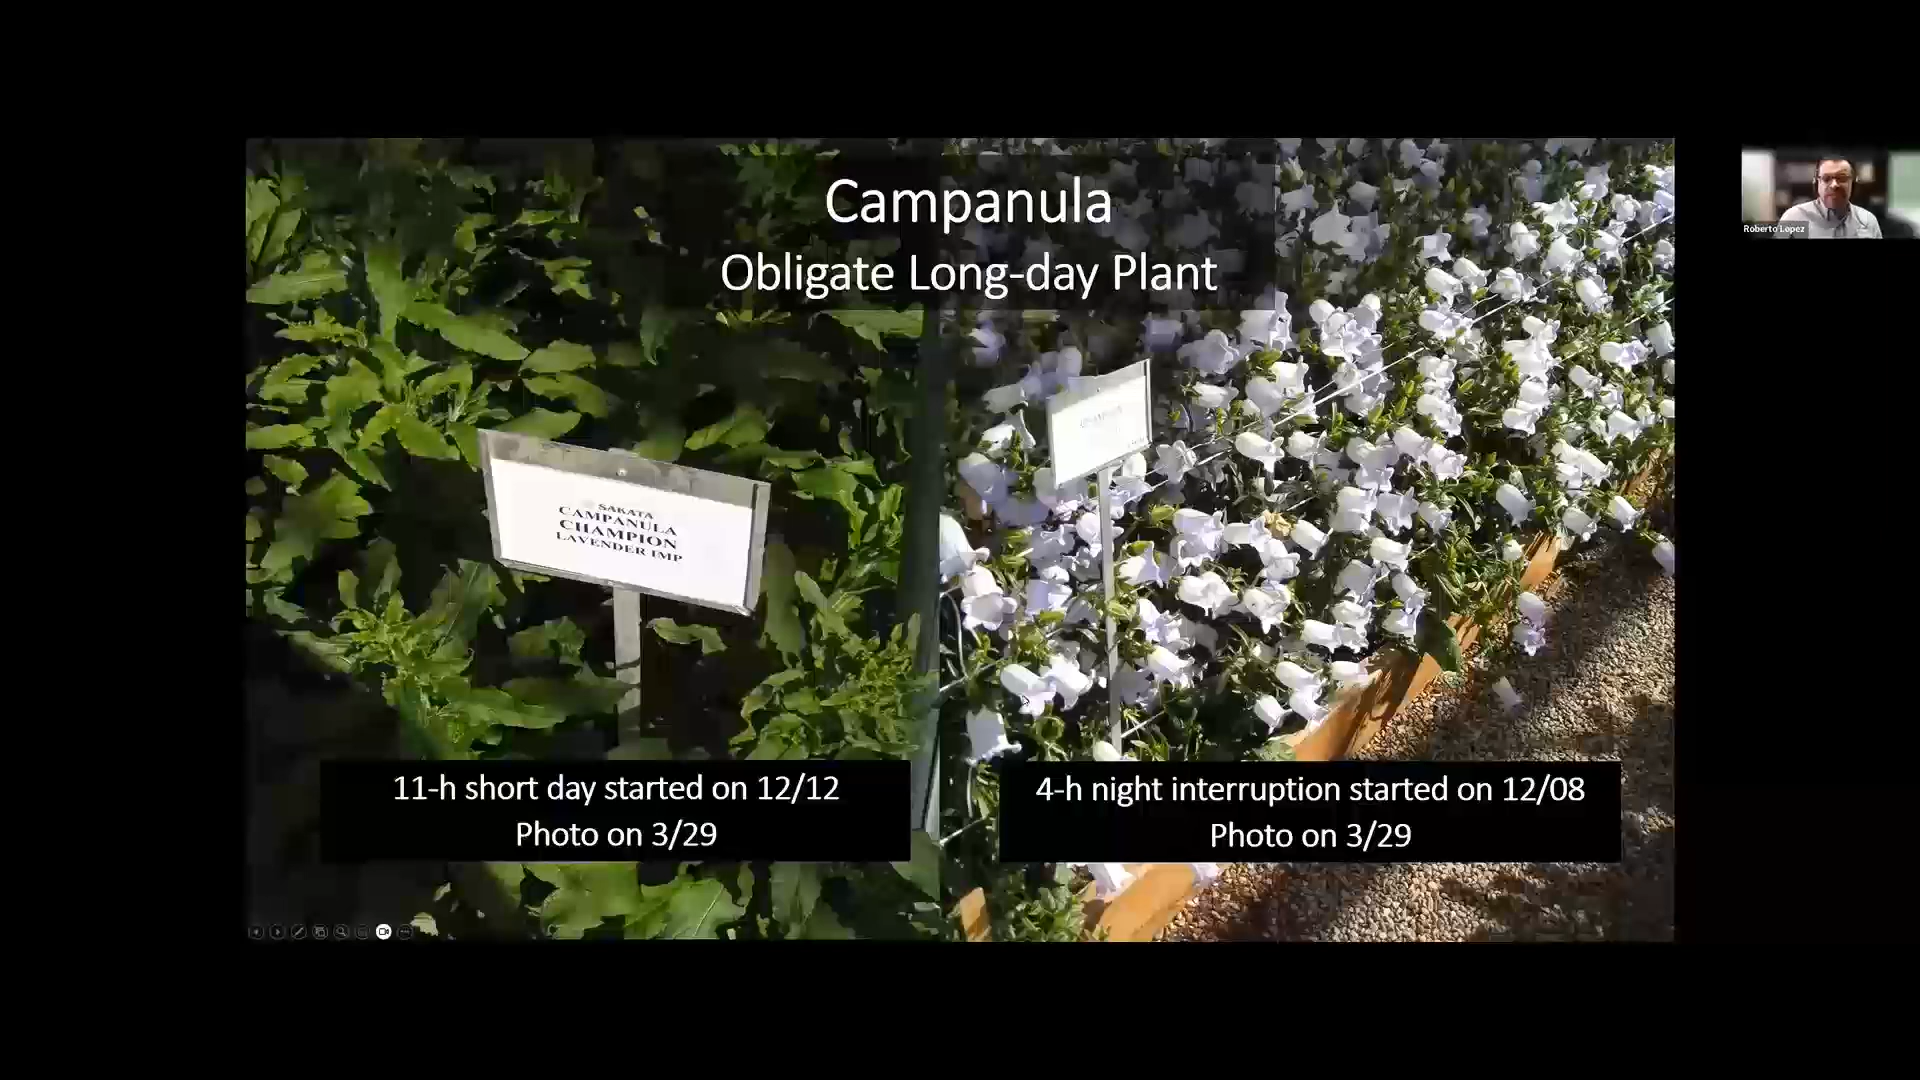 Campanula
Obligate Long-day Plant
Roberto Lopez
SAKATA
CAMPANULA
CHAMPION
LAVENDER IMP
11-h short day started on 12/12
Photo on 3/29
4-h night interruption started on 12/08
Photo on 3/29